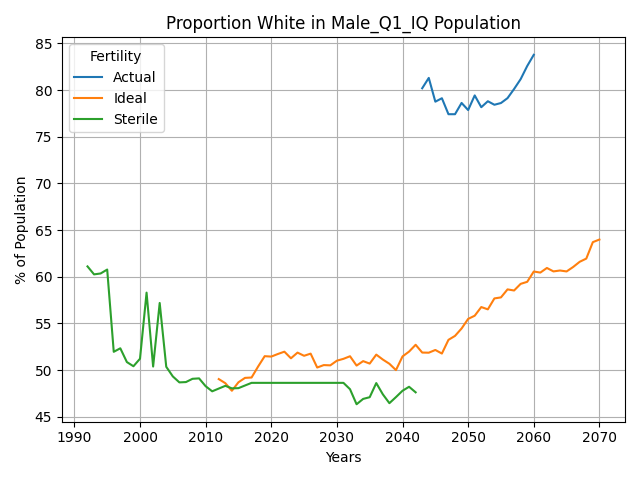 Proportion White in Male_Q1_IQ Population
% of Population
85
80
75
70
65
60
55
50
45
Fertility
Actual
Ideal
Sterile
1990 2000 2010 2020 2030 2040 2050 2060 2070
Years